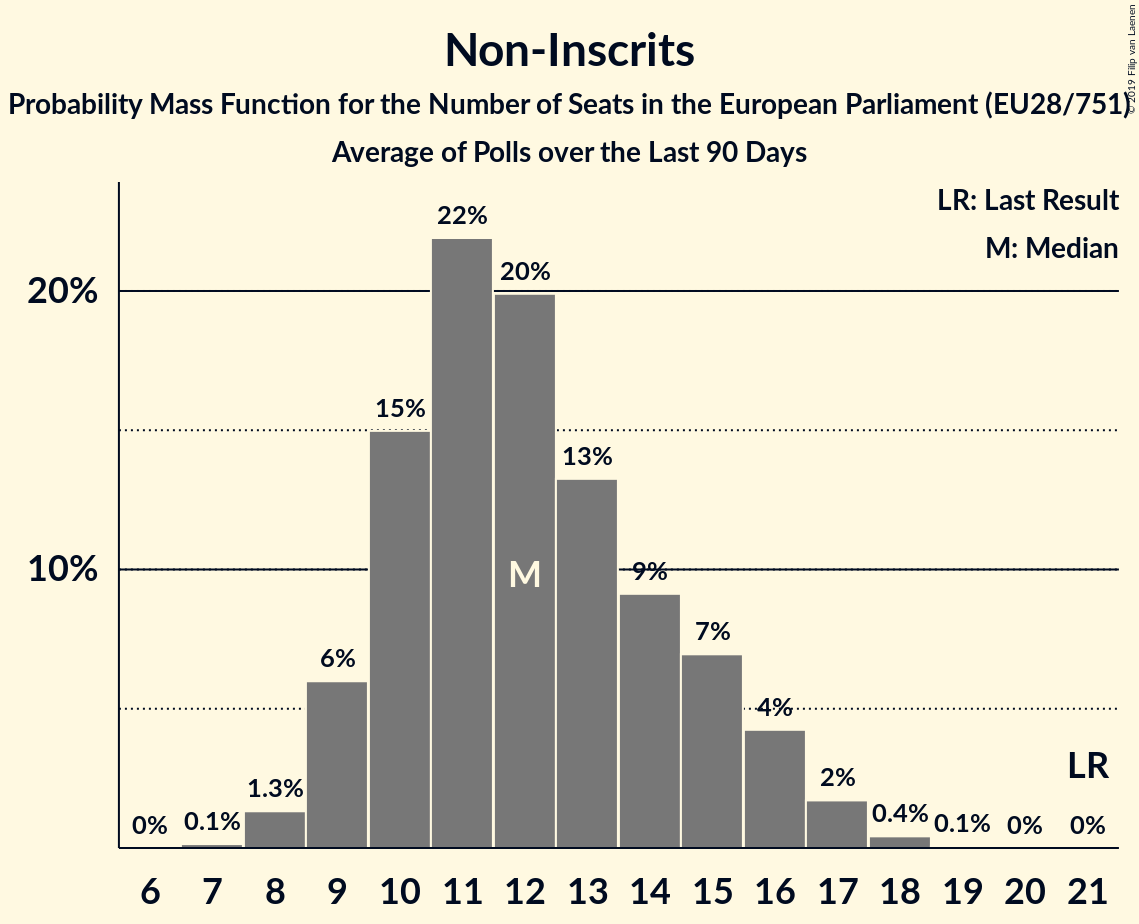 Non-Inscrits
Probability Mass Function for the Number of Seats in the European Parliament (EU28/751)
Average of Polls over the Last 90 Days
© 2019 Filip van Laenen
LR: Last Result
M: Median
20%
10%
0%
0.1%
1.3%
6%
15%
22%
20%
13%
9%
7%
4%
2%
0.4%
0.1%
0%
0%
M
LR
6 7 8 9 10 11 12 13 14 15 16 17 18 19 20 21